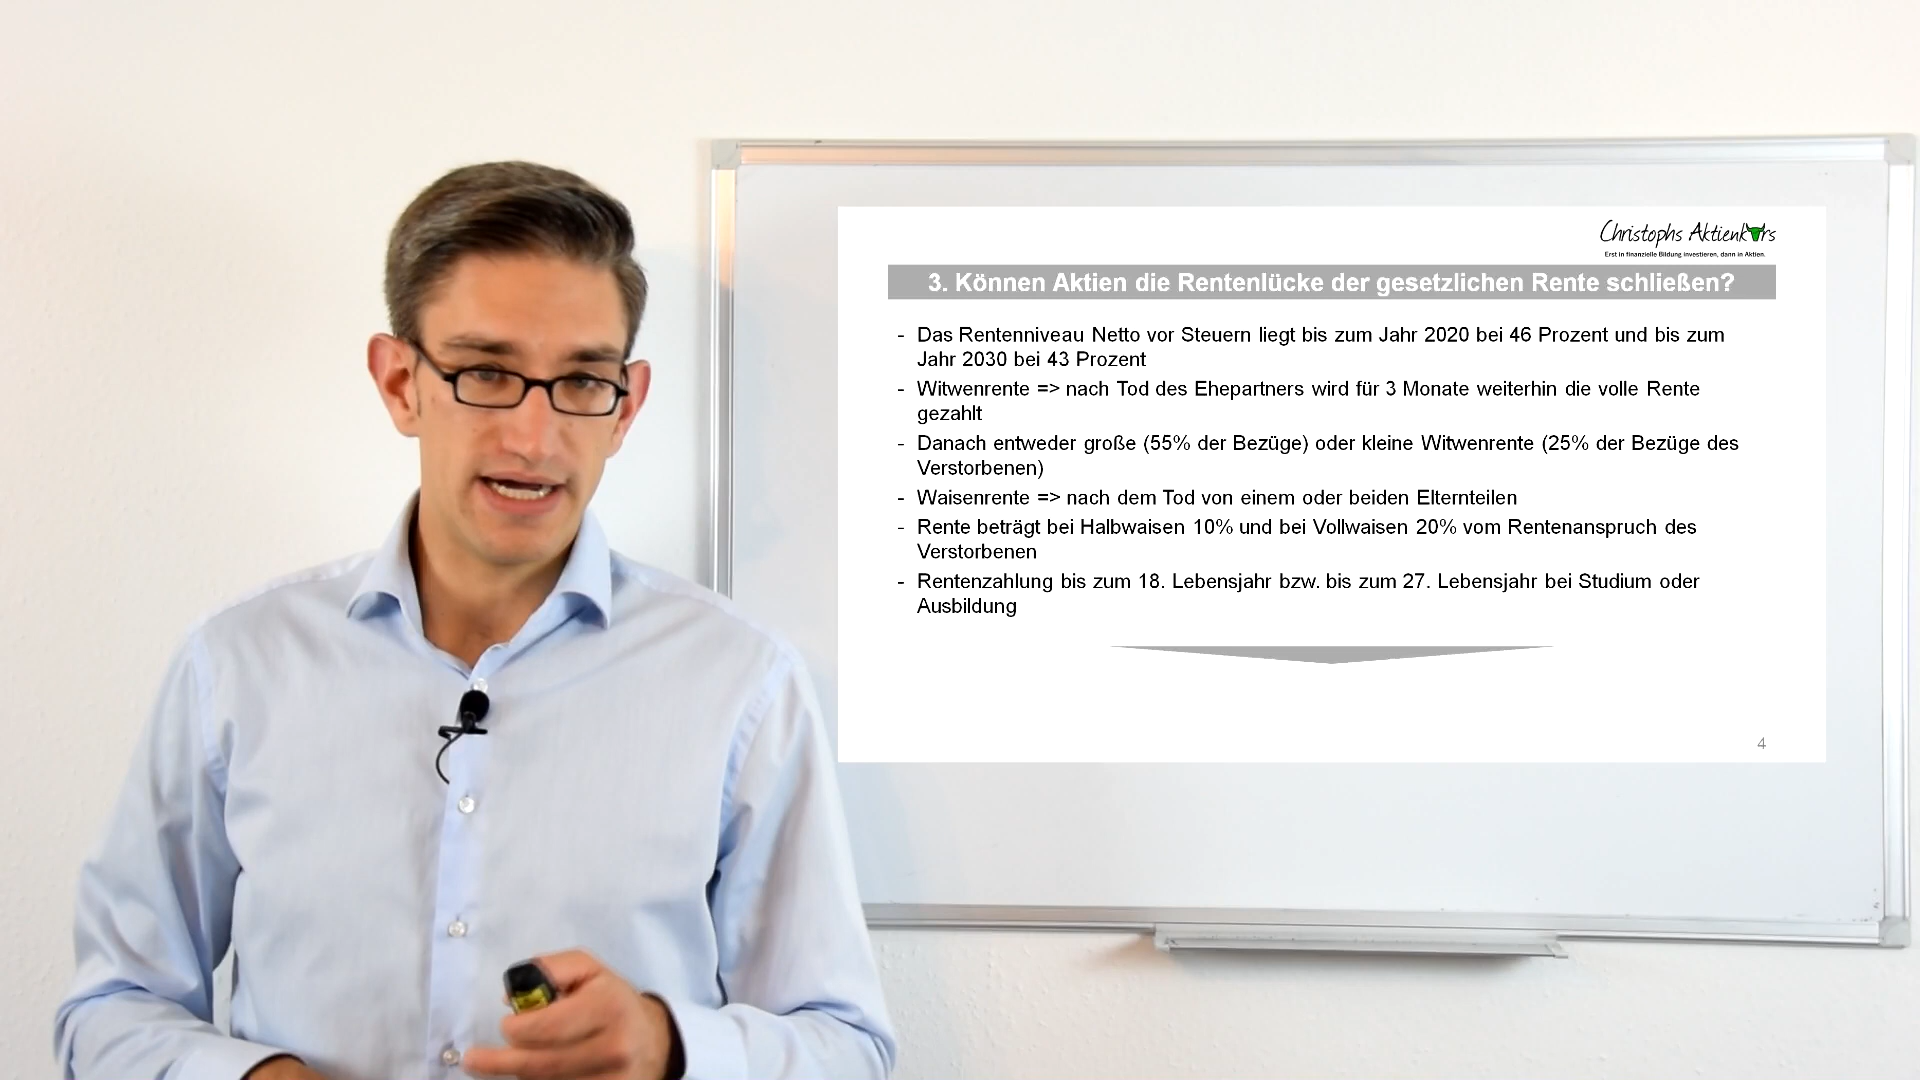 Christophs Aktienkurs
Erst in finanzielle Bildung investieren, dann in Aktien.
3. Können Aktien die Rentenlücke der gesetzlichen Rente schließen?
- Das Rentenniveau Netto vor Steuern liegt bis zum Jahr 2020 bei 46 Prozent und bis zum
Jahr 2030 bei 43 Prozent
- Witwenrente => nach Tod des Ehepartners wird für 3 Monate weiterhin die volle Rente
gezahlt
- Danach entweder große (55% der Bezüge) oder kleine Witwenrente (25% der Bezüge des
Verstorbenen)
- Waisenrente => nach dem Tod von einem oder beiden Elternteilen
- Rente beträgt bei Halbwaisen 10% und bei Vollwaisen 20% vom Rentenanspruch des
Verstorbenen
- Rentenzahlung bis zum 18. Lebensjahr bzw. bis zum 27. Lebensjahr bei Studium oder
Ausbildung
4